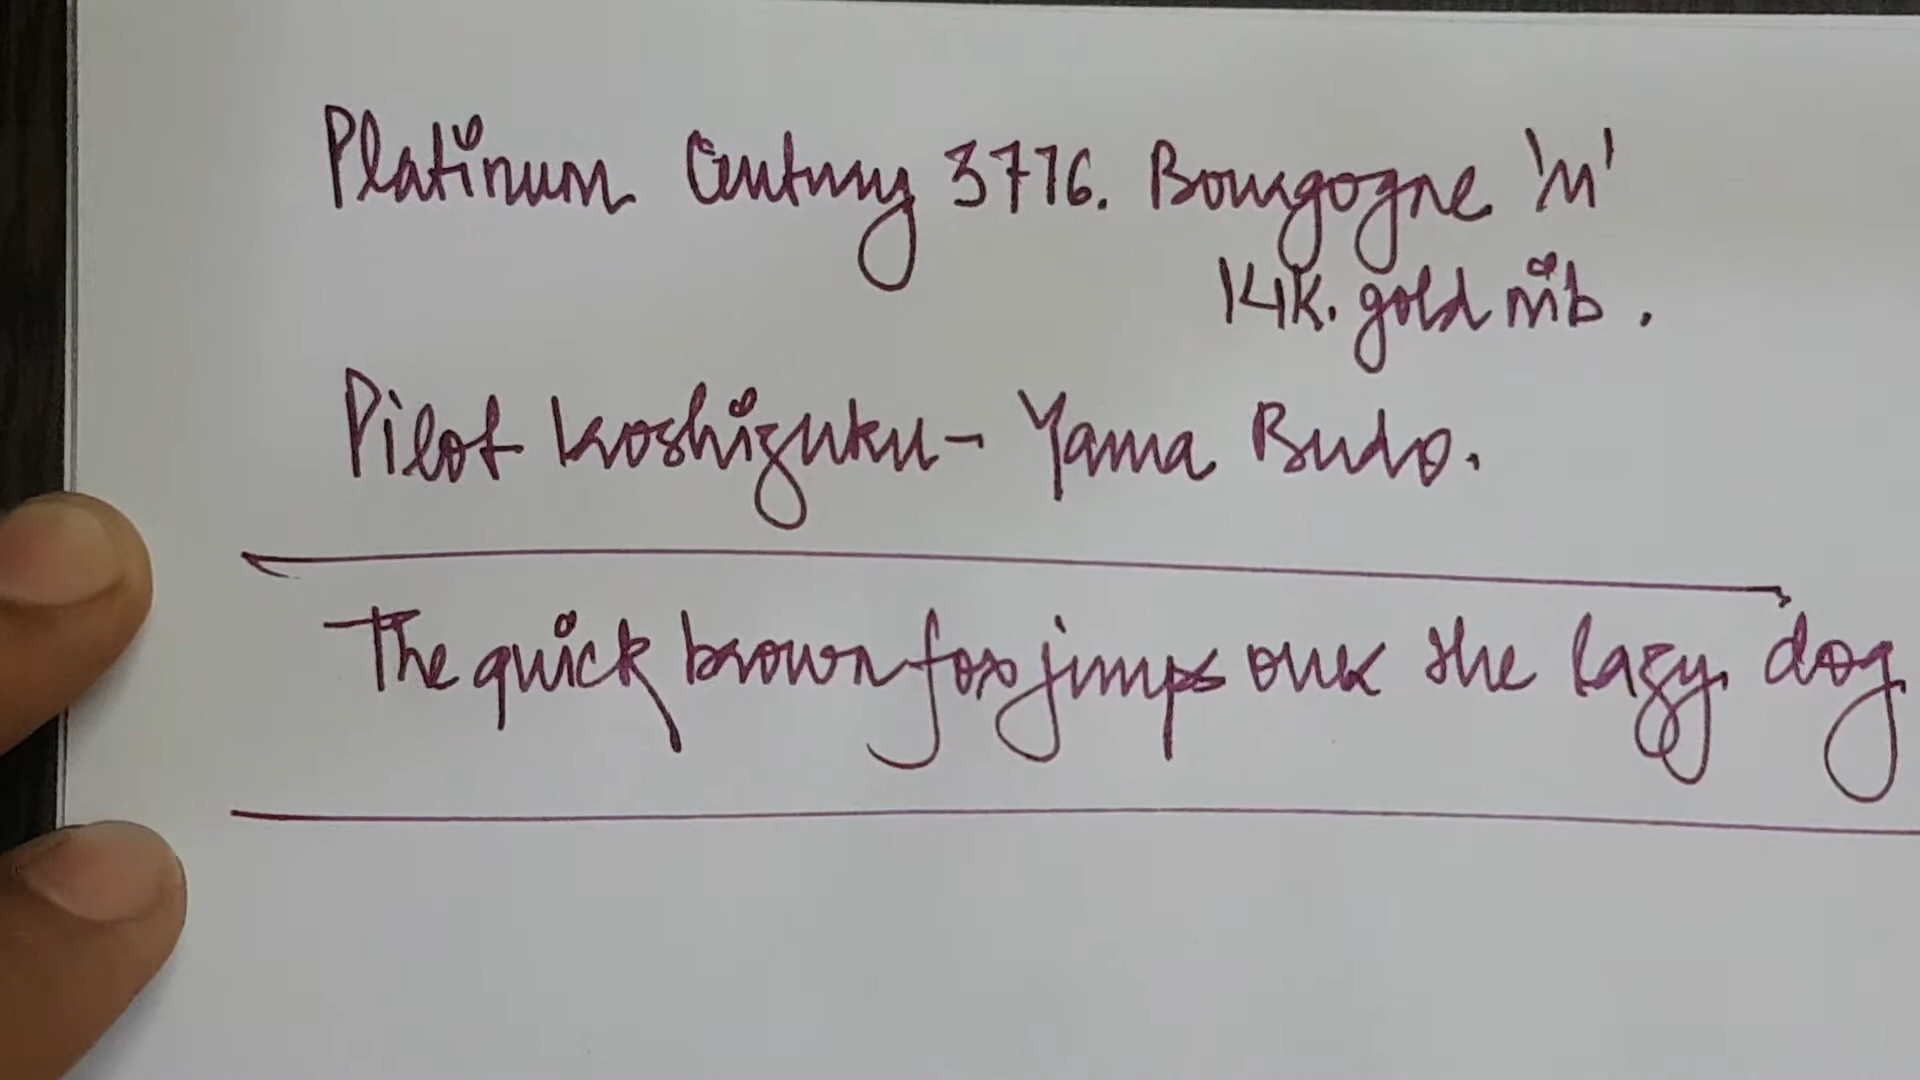 Platinum Century 3776. Bourgogne 'M'
14K. gold nib.
Pilot Iroshizuku - Yama Budo.
The quick brown fox jumps over the lazy dog